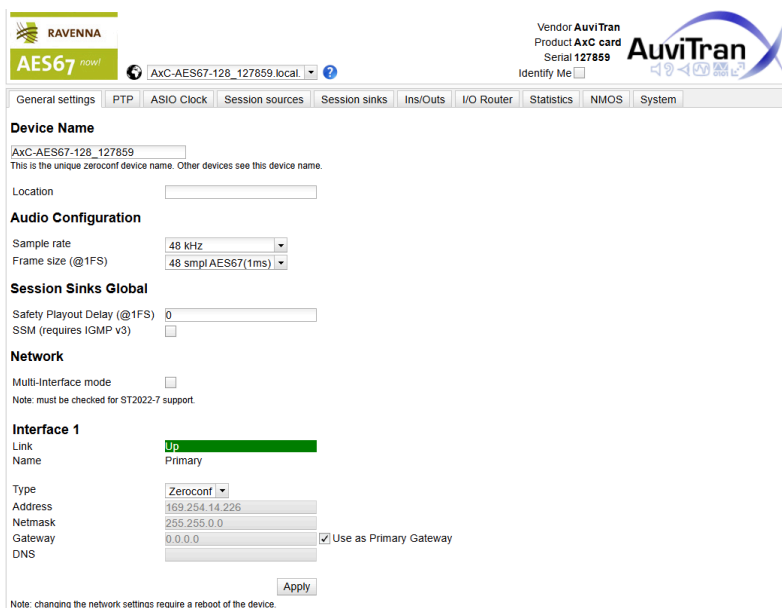 RAVENNA
AES67 now!
AxC-AES67-128_127859.local.
?
Vendor AuviTran
Product AxC card
Serial 127859
Identify Me
AuviTran
General settings PTP ASIO Clock Session sources Session sinks Ins/Outs I/O Router Statistics NMOS System
Device Name
AxC-AES67-128_127859
This is the unique zeroconf device name. Other devices see this device name.
Location
Audio Configuration
Sample rate 48 kHz
Frame size (@1FS) 48 smpl AES67(1ms)
Session Sinks Global
Safety Playout Delay (@1FS) 0
SSM (requires IGMP v3)
Network
Multi-Interface mode
Note: must be checked for ST2022-7 support.
Interface 1
Link Up
Name Primary
Type Zeroconf
Address 169.254.14.226
Netmask 255.255.0.0
Gateway 0.0.0.0 Use as Primary Gateway
DNS
Apply
Note: changing the network settings require a reboot of the device.